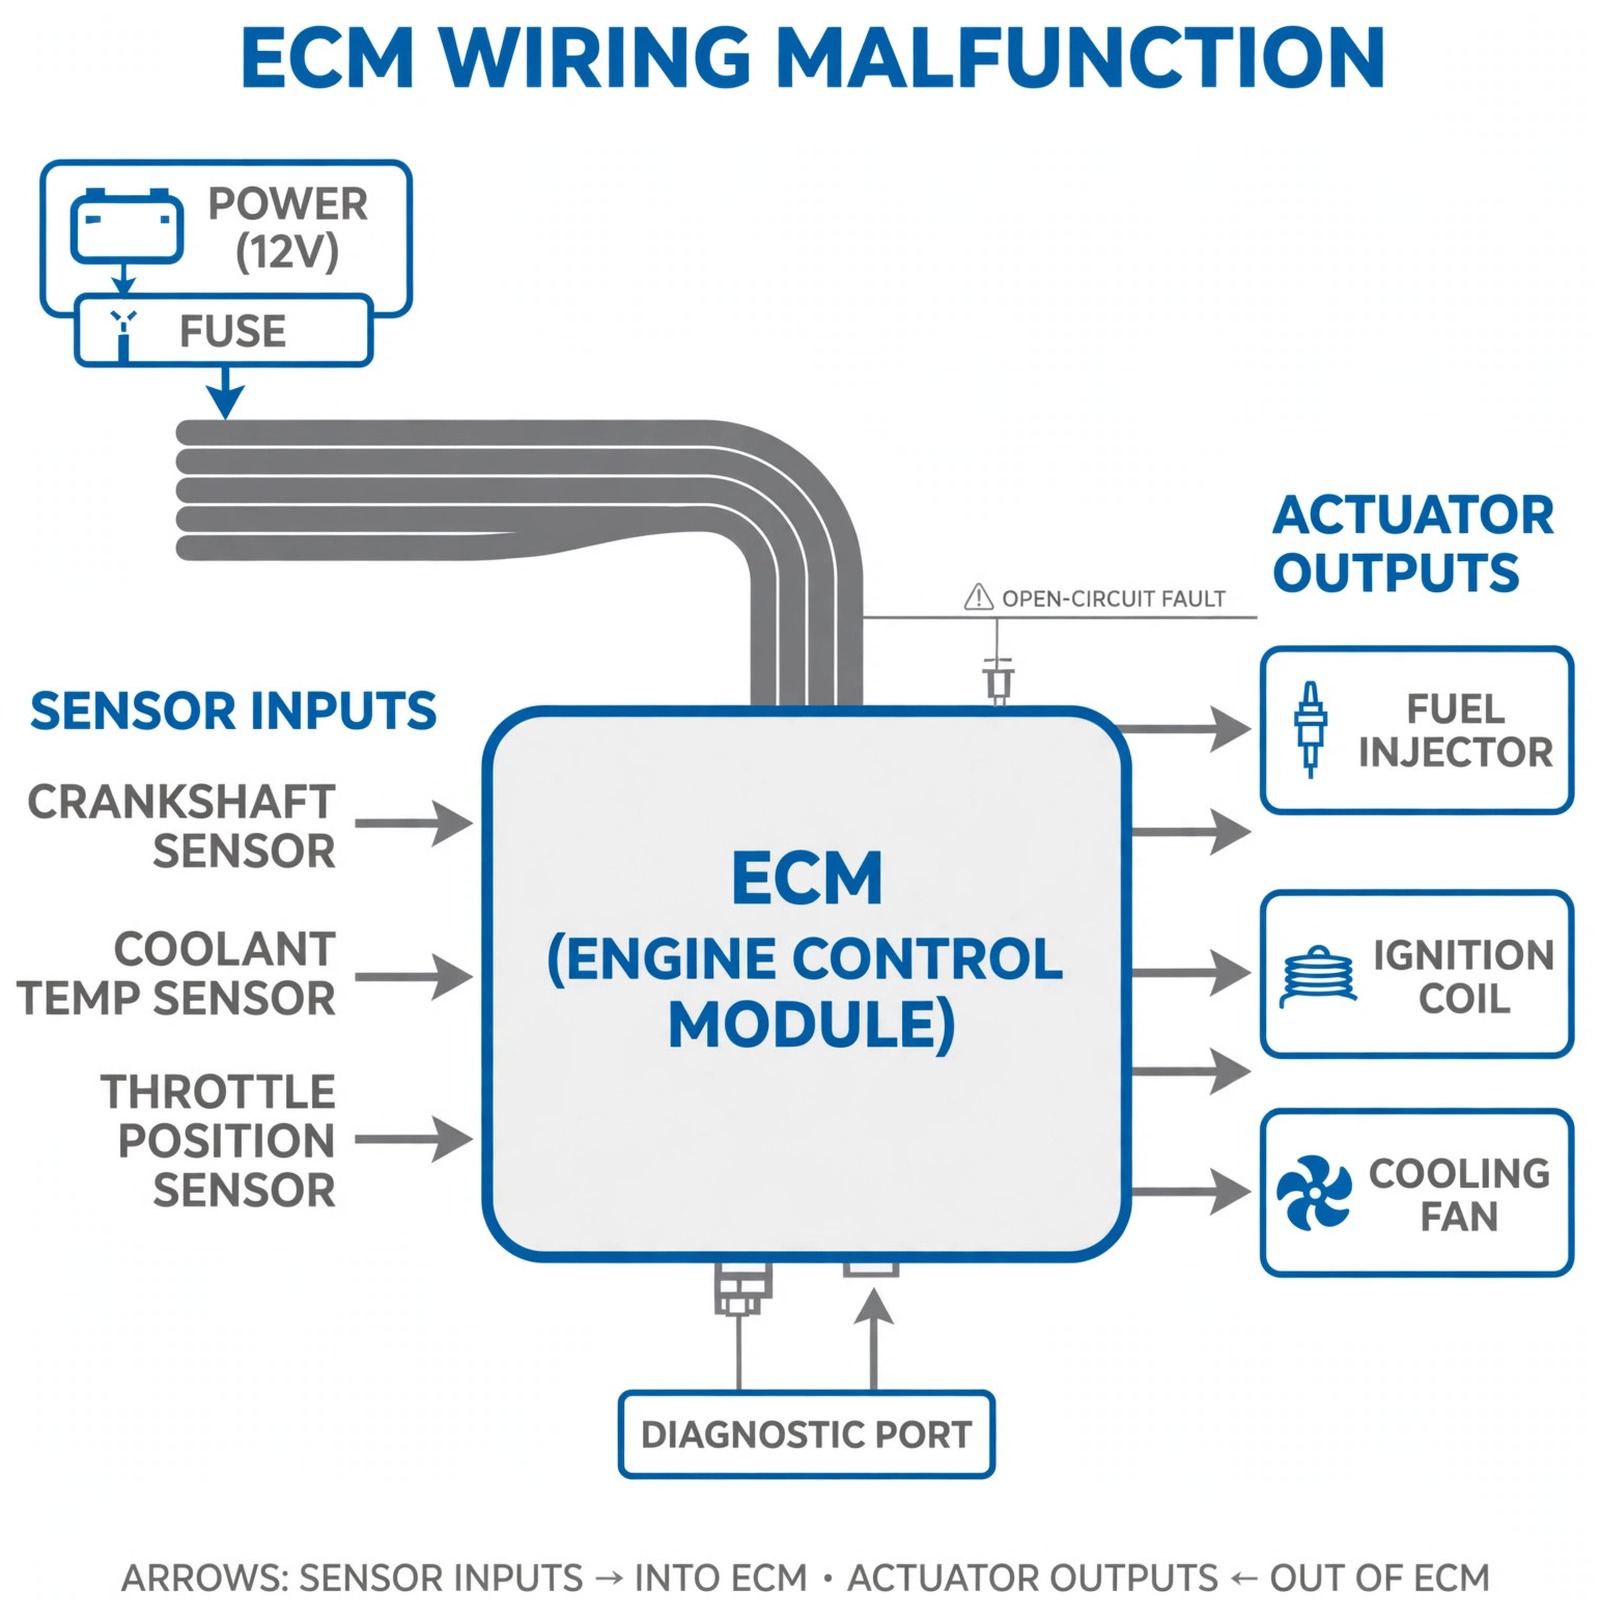 ECM WIRING MALFUNCTION
POWER
(12V)
FUSE
ACTUATOR
OUTPUTS
⚠ OPEN-CIRCUIT FAULT
SENSOR INPUTS
CRANKSHAFT
SENSOR
COOLANT
TEMP SENSOR
THROTTLE
POSITION
SENSOR
ECM
(ENGINE CONTROL
MODULE)
FUEL
INJECTOR
IGNITION
COIL
COOLING
FAN
DIAGNOSTIC PORT
ARROWS: SENSOR INPUTS → INTO ECM • ACTUATOR OUTPUTS ← OUT OF ECM